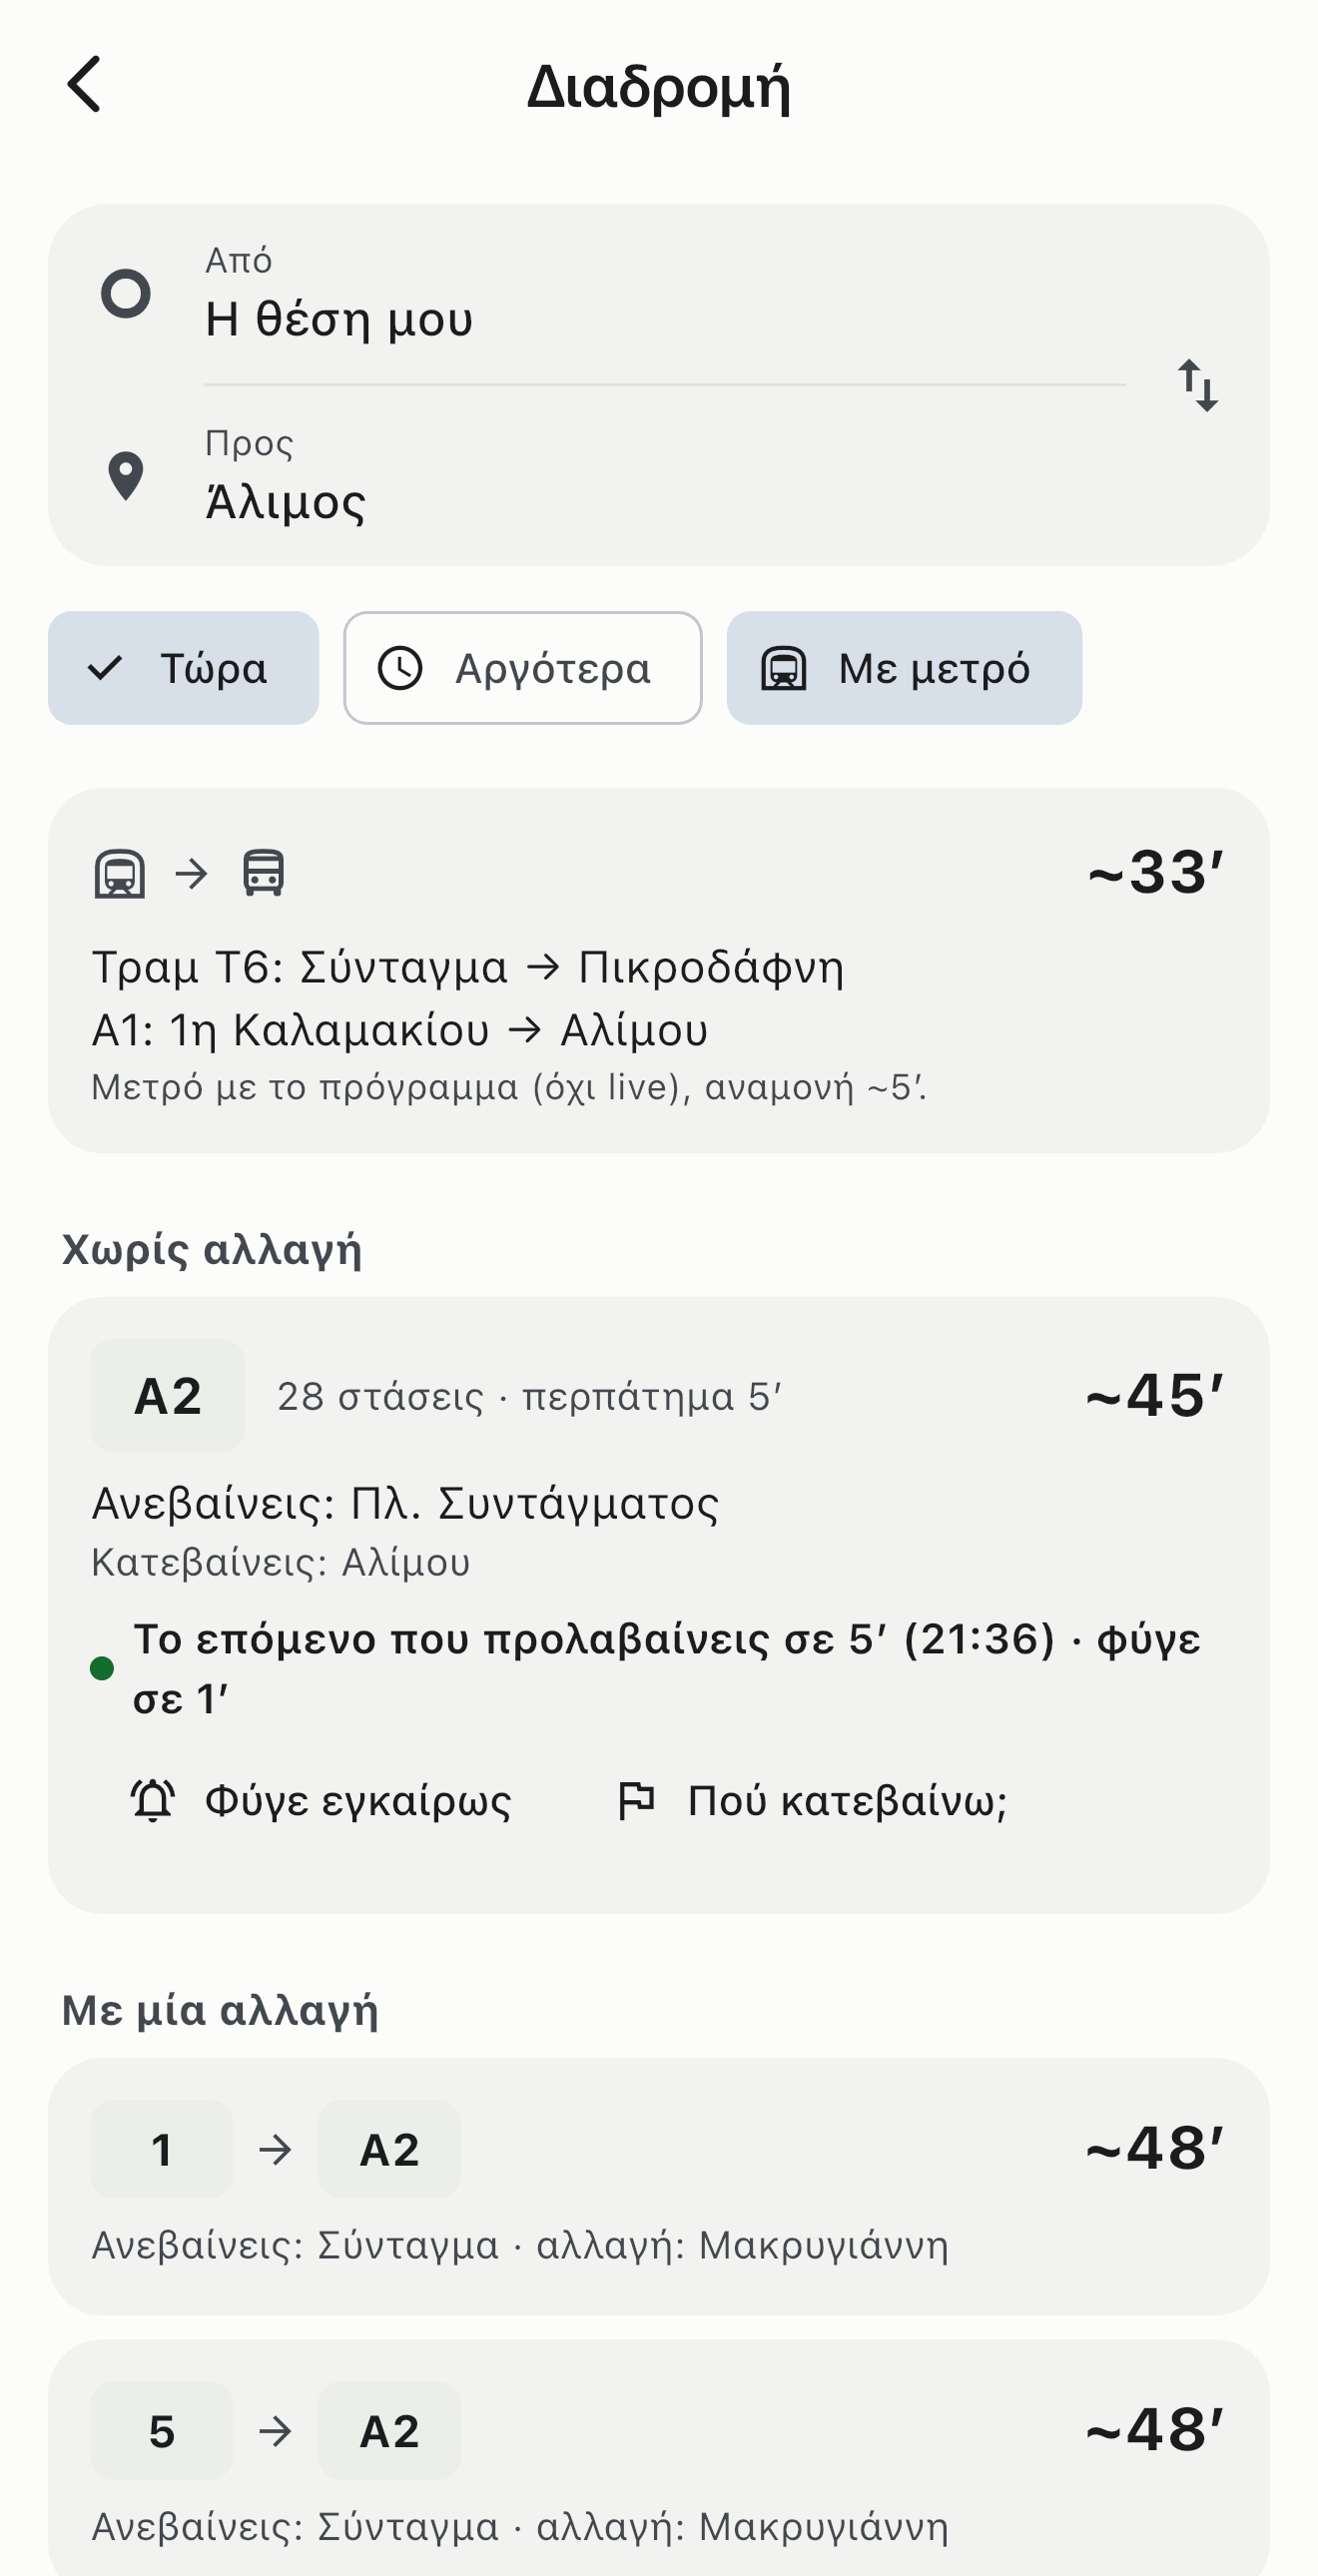 Διαδρομή
Από
Η θέση μου
Προς
Άλιμος
Τώρα
Αργότερα
Με μετρό
~33′
Τραμ Τ6: Σύνταγμα → Πικροδάφνη
Α1: 1η Καλαμακίου → Αλίμου
Μετρό με το πρόγραμμα (όχι live), αναμονή ~5′.
Χωρίς αλλαγή
Α2 28 στάσεις · περπάτημα 5′ ~45′
Ανεβαίνεις: Πλ. Συντάγματος
Κατεβαίνεις: Αλίμου
Το επόμενο που προλαβαίνεις σε 5′ (21:36) · φύγε
σε 1′
Φύγε εγκαίρως
Πού κατεβαίνω;
Με μία αλλαγή
1 → Α2 ~48′
Ανεβαίνεις: Σύνταγμα · αλλαγή: Μακρυγιάννη
5 → Α2 ~48′
Ανεβαίνεις: Σύνταγμα · αλλαγή: Μακρυγιάννη